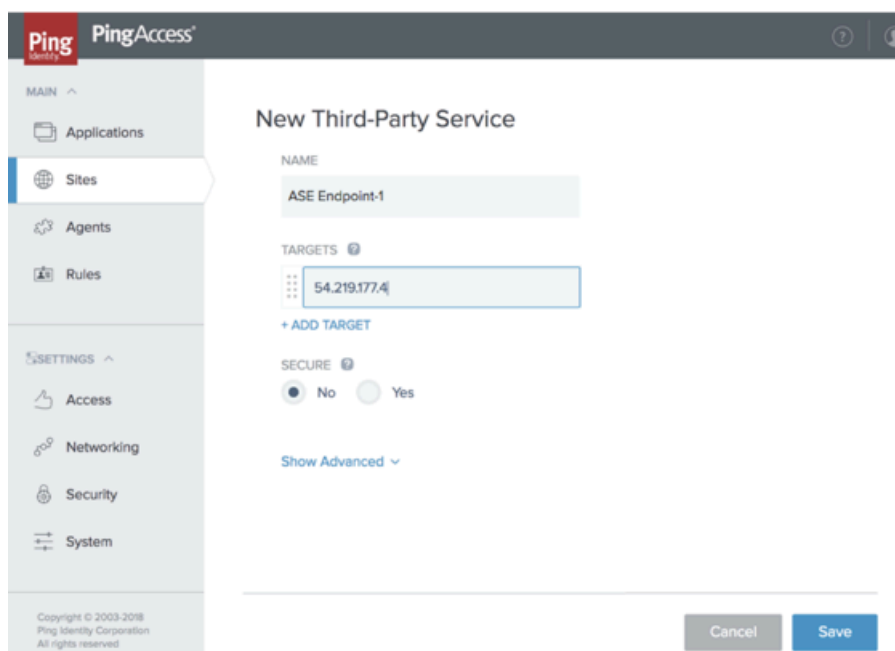 Ping
Identity.
PingAccess®
?
MAIN
Applications
Sites
Agents
Rules
SETTINGS
Access
Networking
Security
System
Copyright © 2003-2018
Ping Identity Corporation
All rights reserved
New Third-Party Service
NAME
ASE Endpoint-1
TARGETS ?
54.219.177.4
+ ADD TARGET
SECURE ?
No Yes
Show Advanced
Cancel Save